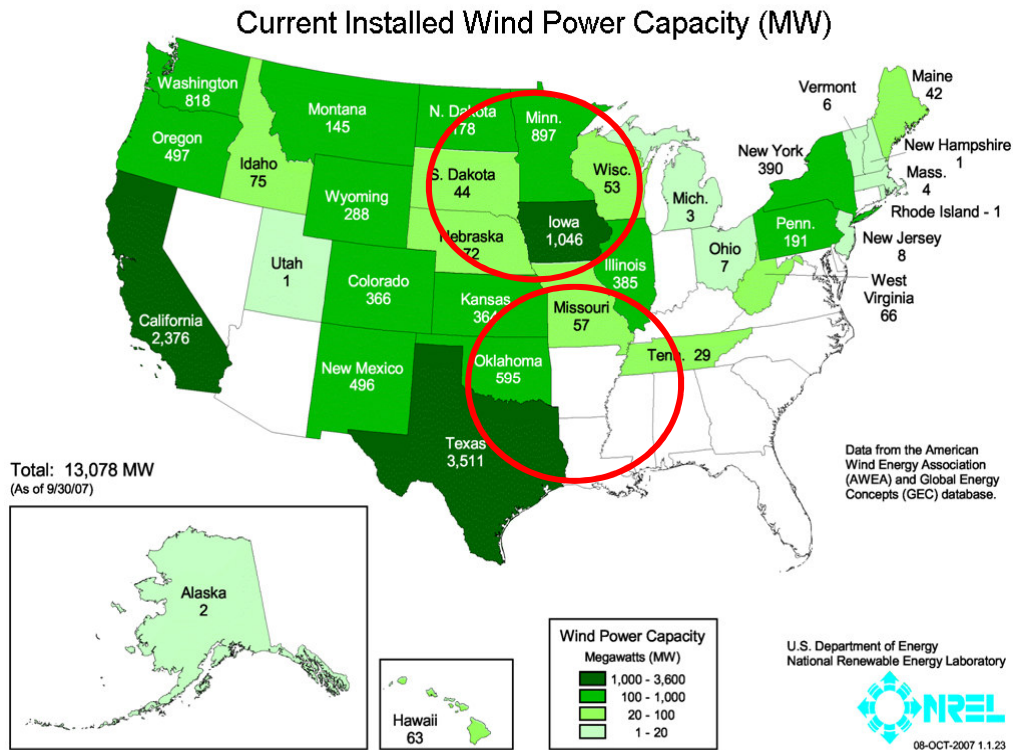 Current Installed Wind Power Capacity (MW)
Washington
818
Oregon
497
Idaho
75
Montana
145
N. Dakota
178
Minn.
897
Wisc.
53
S. Dakota
44
Wyoming
288
Nebraska
72
Iowa
1,046
Illinois
385
Mich.
3
Ohio
7
Vermont
6
Maine
42
New Hampshire
1
New York
390
Mass.
4
Rhode Island - 1
Penn.
191
New Jersey
8
West
Virginia
66
Utah
1
Colorado
366
Kansas
364
Missouri
57
California
2,376
New Mexico
496
Oklahoma
595
Tenn. 29
Texas
3,511
Total: 13,078 MW
(As of 9/30/07)
Data from the American
Wind Energy Association
(AWEA) and Global Energy
Concepts (GEC) database.
Alaska
2
Hawaii
63
Wind Power Capacity
Megawatts (MW)
1,000 - 3,600
100 - 1,000
20 - 100
1 - 20
U.S. Department of Energy
National Renewable Energy Laboratory
NREL
08-OCT-2007 1.1.23